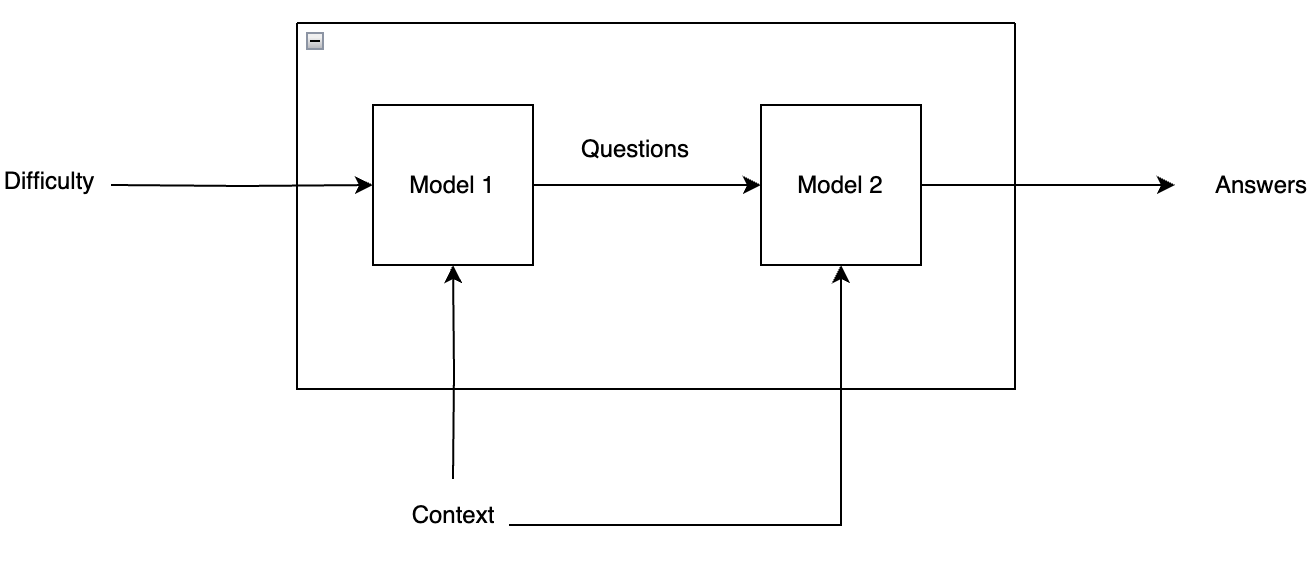 Questions
Difficulty
Model 1
Model 2
Answers
Context